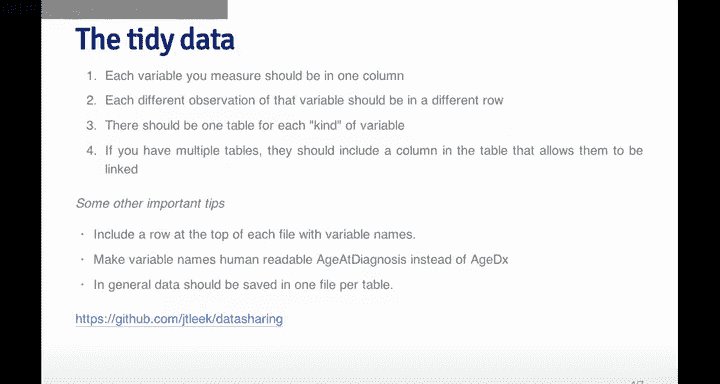 The tidy data
1. Each variable you measure should be in one column
2. Each different observation of that variable should be in a different row
3. There should be one table for each "kind" of variable
4. If you have multiple tables, they should include a column in the table that allows them to be
linked
Some other important tips
· Include a row at the top of each file with variable names.
· Make variable names human readable AgeAtDiagnosis instead of AgeDx
· In general data should be saved in one file per table.
https://github.com/jtleek/datasharing